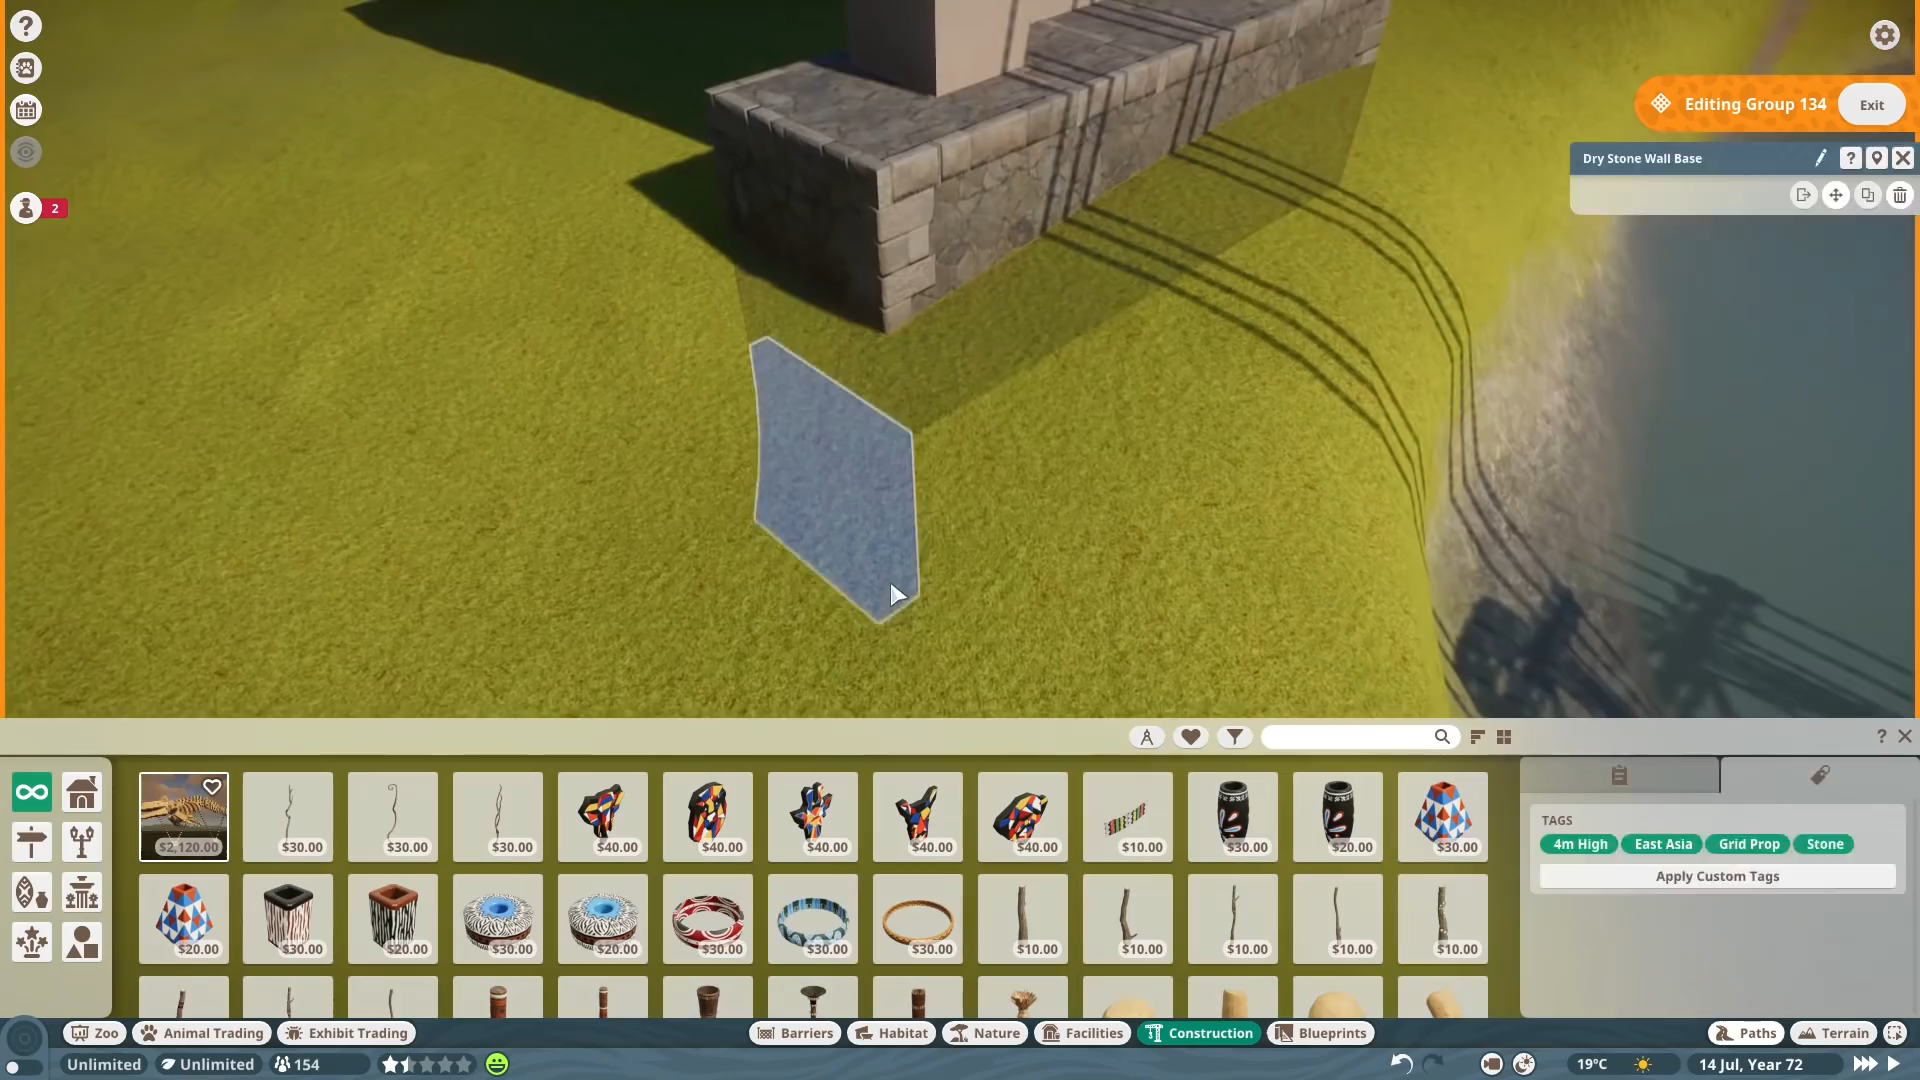 Editing Group 134 Exit
Dry Stone Wall Base
2
$2,120.00 $30.00 $30.00 $30.00 $40.00 $40.00 $40.00 $40.00 $40.00 $10.00 $30.00 $20.00 $30.00
$20.00 $30.00 $20.00 $30.00 $20.00 $30.00 $30.00 $30.00 $10.00 $10.00 $10.00 $10.00 $10.00
TAGS
4m High East Asia Grid Prop Stone
Apply Custom Tags
Zoo Animal Trading Exhibit Trading Barriers Habitat Nature Facilities Construction Blueprints Paths Terrain
Unlimited Unlimited 154 19°C 14 Jul, Year 72